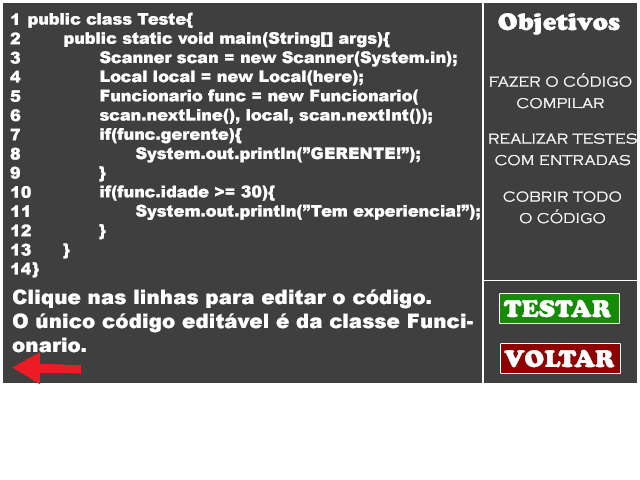 1 public class Teste{
2 public static void main(String[] args){
3 Scanner scan = new Scanner(System.in);
4 Local local = new Local(here);
5 Funcionario func = new Funcionario(
6 scan.nextLine(), local, scan.nextInt());
7 if(func.gerente){
8 System.out.println(”GERENTE!”);
9 }
10 if(func.idade >= 30){
11 System.out.println(”Tem experiencia!”);
12 }
13 }
14}
Clique nas linhas para editar o código.
O único código editável é da classe Funci-
onario.
Objetivos
FAZER O CÓDIGO
COMPILAR
REALIZAR TESTES
COM ENTRADAS
COBRIR TODO
O CÓDIGO
TESTAR
VOLTAR